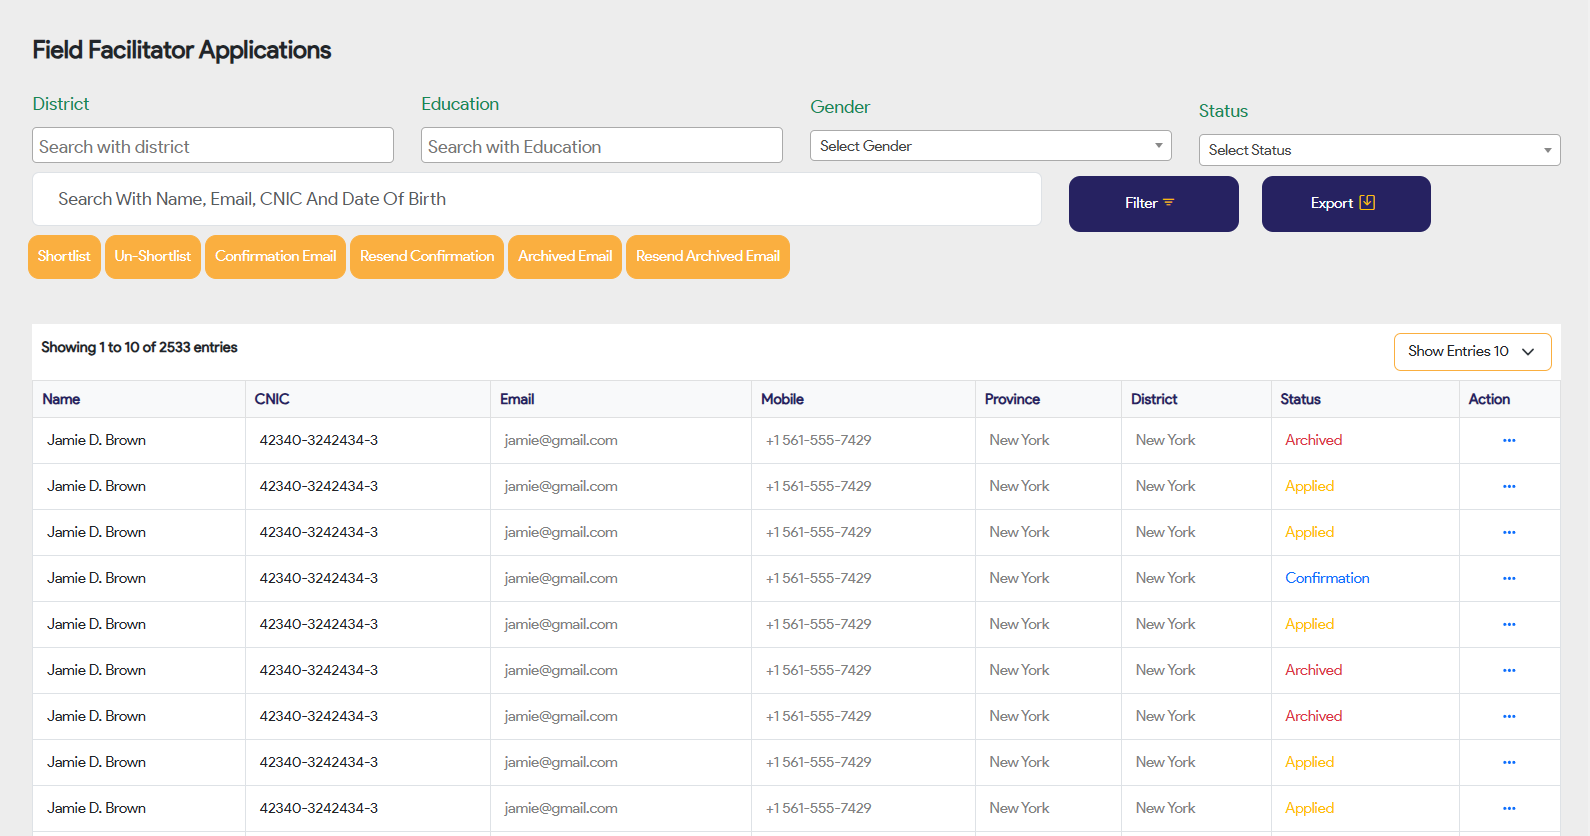 Field Facilitator Applications
District Education Gender Status
Search with district Search with Education Select Gender Select Status
Search With Name, Email, CNIC And Date Of Birth Filter Export
Shortlist Un-Shortlist Confirmation Email Resend Confirmation Archived Email Resend Archived Email
Showing 1 to 10 of 2533 entries Show Entries 10
Name CNIC Email Mobile Province District Status Action
Jamie D. Brown 42340-3242434-3 jamie@gmail.com +1 561-555-7429 New York New York Archived ...
Jamie D. Brown 42340-3242434-3 jamie@gmail.com +1 561-555-7429 New York New York Applied ...
Jamie D. Brown 42340-3242434-3 jamie@gmail.com +1 561-555-7429 New York New York Applied ...
Jamie D. Brown 42340-3242434-3 jamie@gmail.com +1 561-555-7429 New York New York Confirmation ...
Jamie D. Brown 42340-3242434-3 jamie@gmail.com +1 561-555-7429 New York New York Applied ...
Jamie D. Brown 42340-3242434-3 jamie@gmail.com +1 561-555-7429 New York New York Archived ...
Jamie D. Brown 42340-3242434-3 jamie@gmail.com +1 561-555-7429 New York New York Archived ...
Jamie D. Brown 42340-3242434-3 jamie@gmail.com +1 561-555-7429 New York New York Applied ...
Jamie D. Brown 42340-3242434-3 jamie@gmail.com +1 561-555-7429 New York New York Applied ...